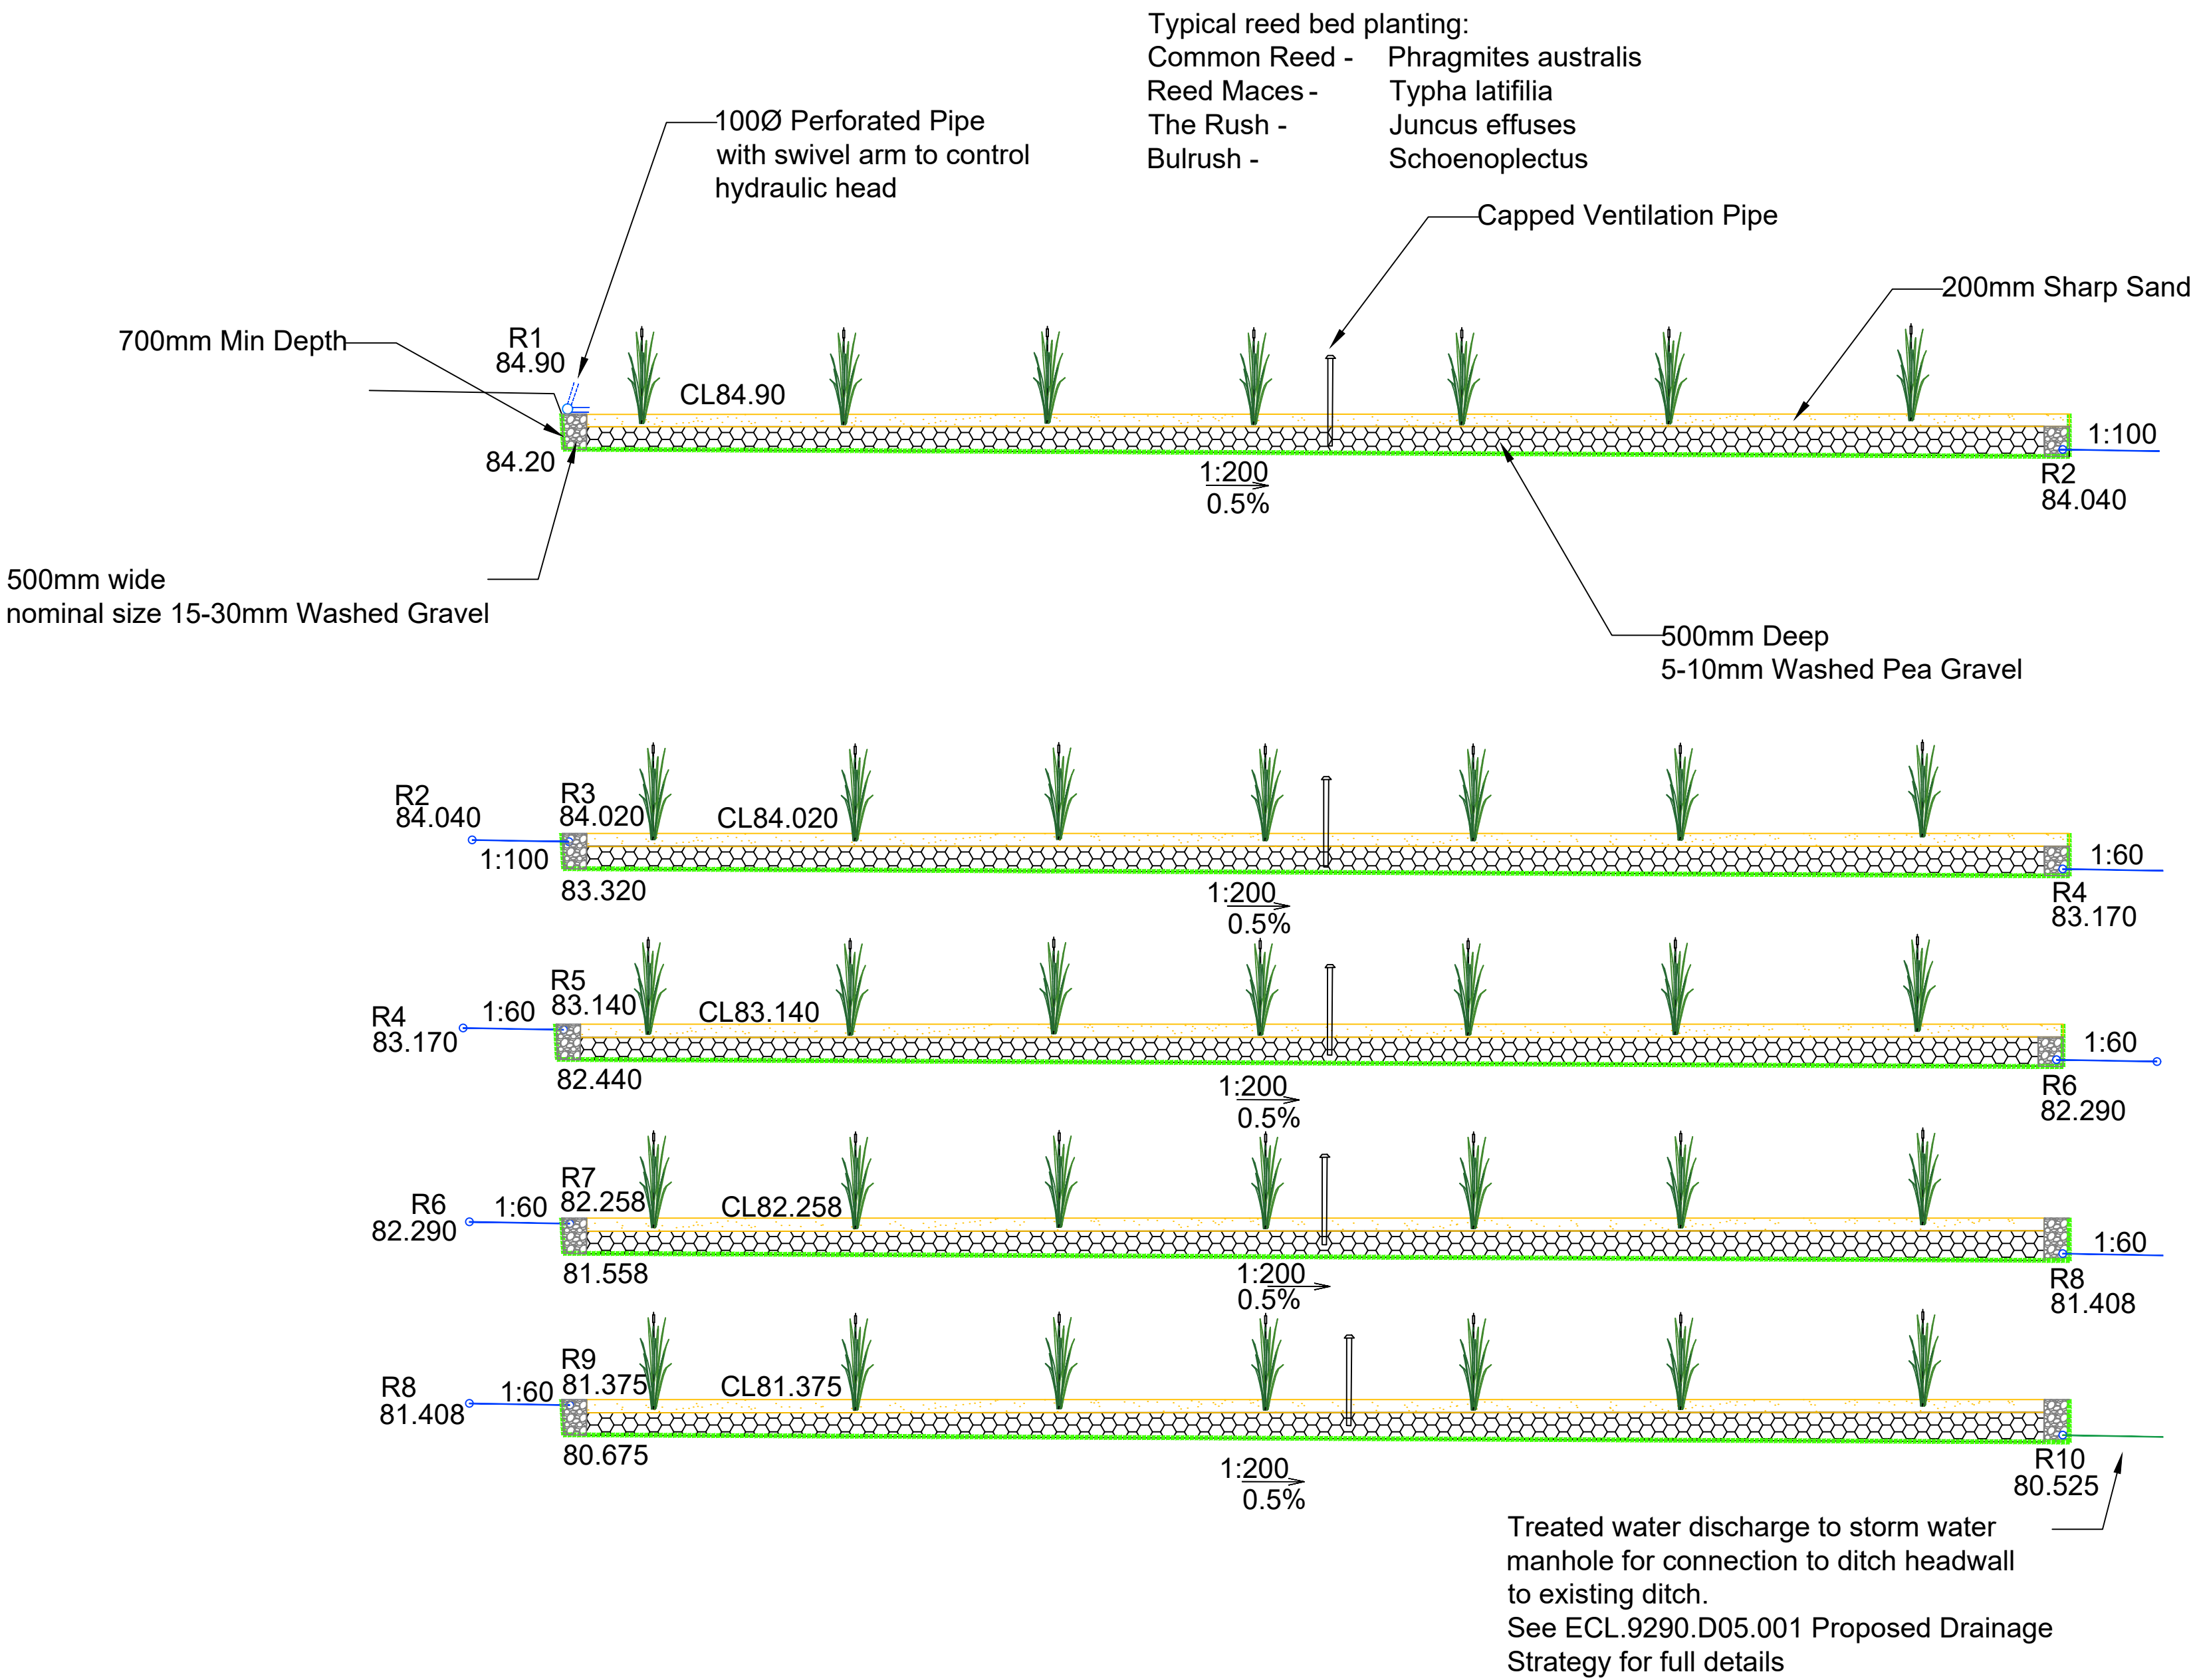 Typical reed bed planting:
Common Reed - Phragmites australis
Reed Maces - Typha latifilia
The Rush - Juncus effuses
Bulrush - Schoenoplectus
100Ø Perforated Pipe
with swivel arm to control
hydraulic head
Capped Ventilation Pipe
200mm Sharp Sand
700mm Min Depth
R1
84.90
CL84.90
84.20
1:200
0.5%
1:100
R2
84.040
500mm wide
nominal size 15-30mm Washed Gravel
500mm Deep
5-10mm Washed Pea Gravel
R2
84.040
1:100
R3
84.020
CL84.020
83.320
1:200
0.5%
1:60
R4
83.170
R4
83.170
1:60
R5
83.140
CL83.140
82.440
1:200
0.5%
1:60
R6
82.290
R6
82.290
1:60
R7
82.258
CL82.258
81.558
1:200
0.5%
1:60
R8
81.408
R8
81.408
1:60
R9
81.375
CL81.375
80.675
1:200
0.5%
R10
80.525
Treated water discharge to storm water
manhole for connection to ditch headwall
to existing ditch.
See ECL.9290.D05.001 Proposed Drainage
Strategy for full details